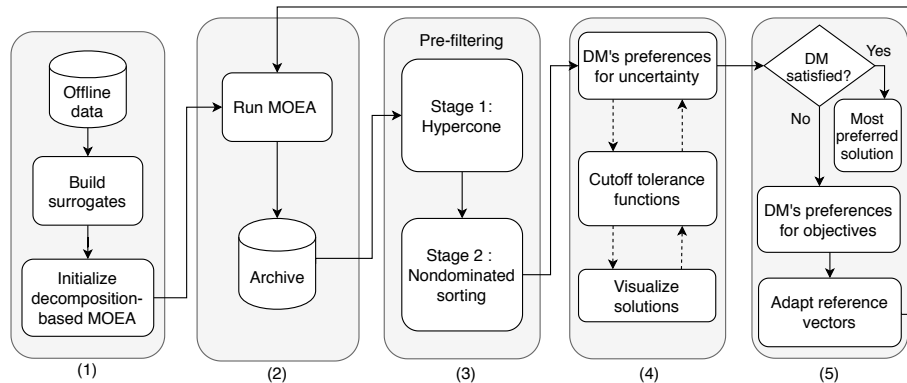 Offline
data
Build
surrogates
Initialize
decomposition-
based MOEA
(1)
Run MOEA
Archive
(2)
Pre-filtering
Stage 1:
Hypercone
Stage 2 :
Nondominated
sorting
(3)
DM's preferences
for uncertainty
Cutoff tolerance
functions
Visualize
solutions
(4)
DM
satisfied?
Yes
No
Most
preferred
solution
DM's preferences
for objectives
Adapt reference
vectors
(5)